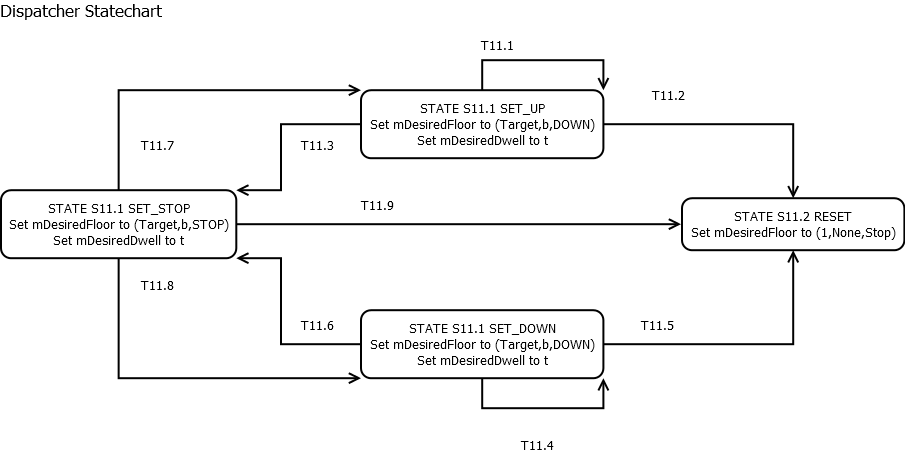 Dispatcher Statechart
T11.1
T11.2
STATE S11.1 SET_UP
Set mDesiredFloor to (Target,b,DOWN)
Set mDesiredDwell to t
T11.7
T11.3
STATE S11.1 SET_STOP
Set mDesiredFloor to (Target,b,STOP)
Set mDesiredDwell to t
T11.9
STATE S11.2 RESET
Set mDesiredFloor to (1,None,Stop)
T11.8
T11.6
STATE S11.1 SET_DOWN
Set mDesiredFloor to (Target,b,DOWN)
Set mDesiredDwell to t
T11.5
T11.4